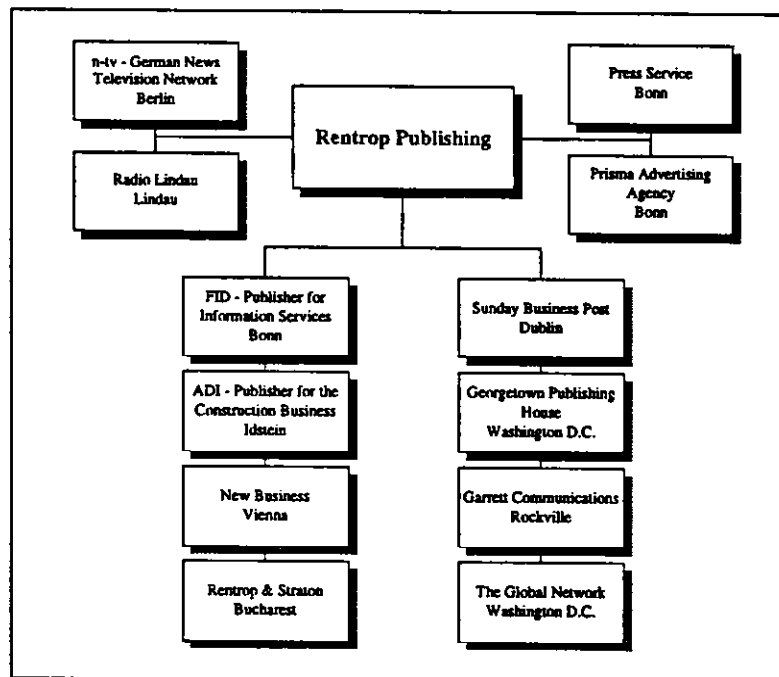 n-tv - German News
Television Network
Berlin
Radio Lindau
Lindau
Rentrop Publishing
Press Service
Bonn
Prisma Advertising
Agency
Bonn
FID - Publisher for
Information Services
Bonn
ADI - Publisher for the
Construction Business
Idstein
New Business
Vienna
Rentrop & Straton
Bucharest
Sunday Business Post
Dublin
Georgetown Publishing
House
Washington D.C.
Garrett Communications
Rockville
The Global Network
Washington D.C.